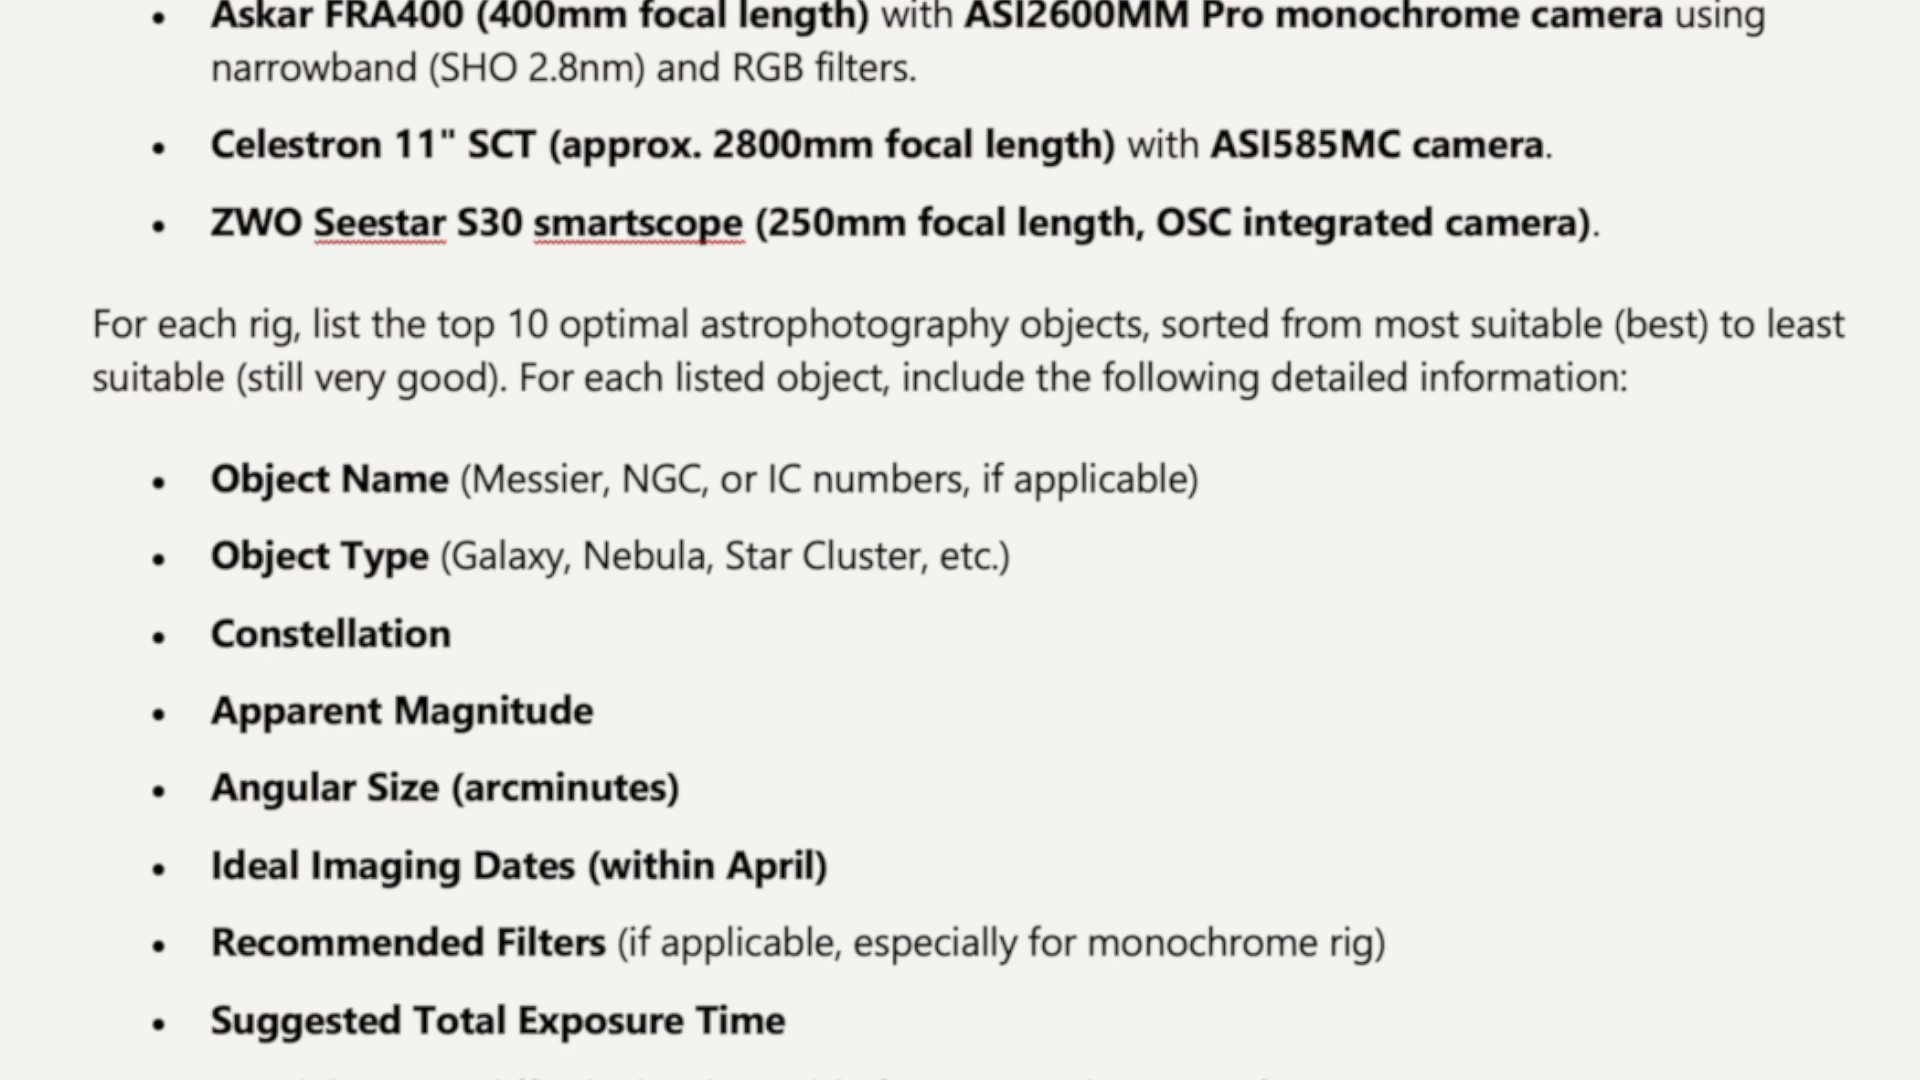 • Askar FRA400 (400mm focal length) with ASI2600MM Pro monochrome camera using
narrowband (SHO 2.8nm) and RGB filters.
• Celestron 11" SCT (approx. 2800mm focal length) with ASI585MC camera.
• ZWO Seestar S30 smartscope (250mm focal length, OSC integrated camera).
For each rig, list the top 10 optimal astrophotography objects, sorted from most suitable (best) to least
suitable (still very good). For each listed object, include the following detailed information:
• Object Name (Messier, NGC, or IC numbers, if applicable)
• Object Type (Galaxy, Nebula, Star Cluster, etc.)
• Constellation
• Apparent Magnitude
• Angular Size (arcminutes)
• Ideal Imaging Dates (within April)
• Recommended Filters (if applicable, especially for monochrome rig)
• Suggested Total Exposure Time